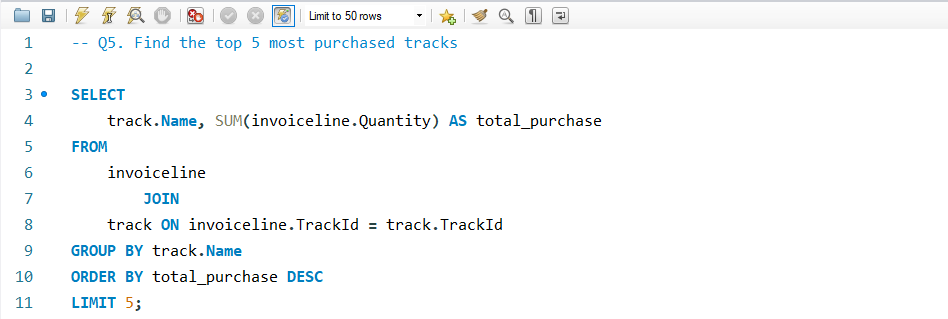 Limit to 50 rows
1 -- Q5. Find the top 5 most purchased tracks
2
3 SELECT
4 track.Name, SUM(invoiceline.Quantity) AS total_purchase
5 FROM
6 invoiceline
7 JOIN
8 track ON invoiceline.TrackId = track.TrackId
9 GROUP BY track.Name
10 ORDER BY total_purchase DESC
11 LIMIT 5;